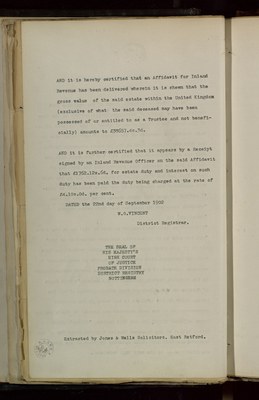 AND it is hereby certified that an Affidavit for Inland
Revenue has been delivered wherein it is shewn that the
gross value of the said estate within the United Kingdom
(exclusive of what the said deceased may have been
possessed of or entitled to as a Trustee and not benefi-
cially) amounts to
AND it is further certified that it appears by a Receipt
signed by an Inland Revenue Officer on the said Affidavit
that for estate duty and interest on such
duty has been paid the duty being charged at the rate of
per cent.
DATED the 22nd day of September
W.A.VINCENT
District Registrar.
THE SEAL OF
HIS MAJESTY'S
HIGH COURT
OF JUSTICE
PROBATE DIVISION
DISTRICT REGISTRY
NOTTINGHAM
Extracted by Jones & Wells Solicitors, East Retford.